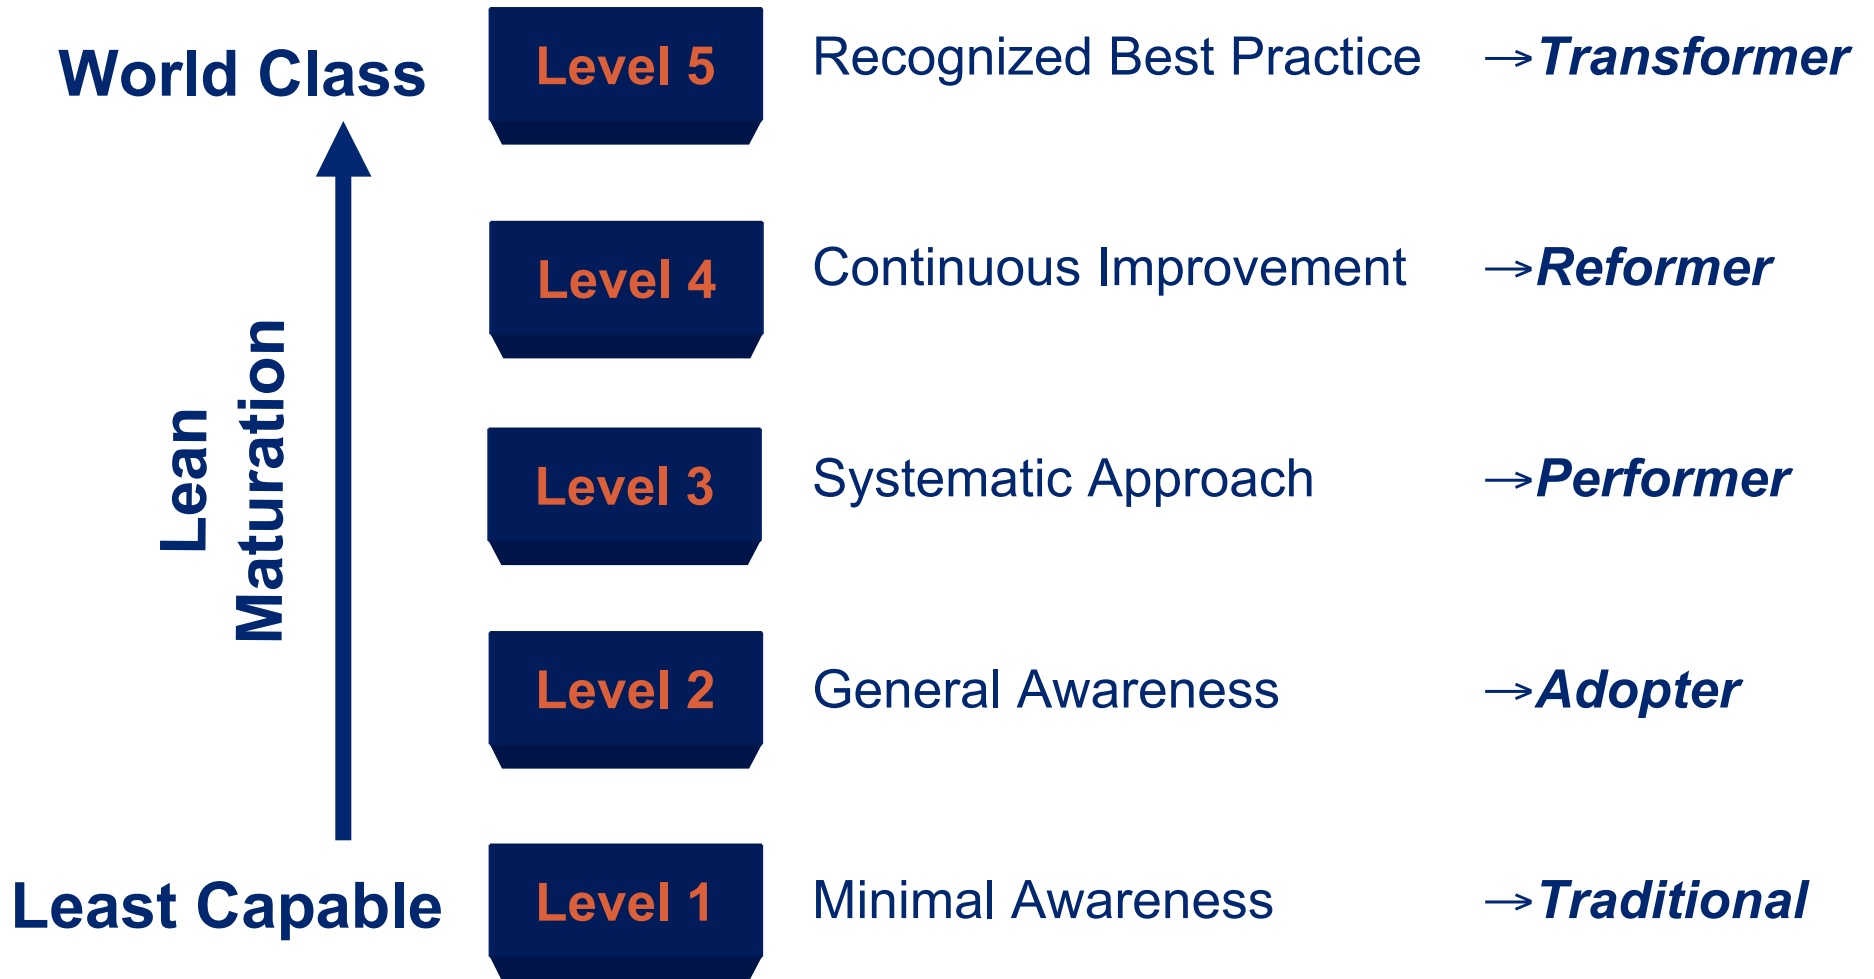 World Class
Level 5
Recognized Best Practice
→Transformer
Level 4
Continuous Improvement
→Reformer
Lean
Maturation
Level 3
Systematic Approach
→Performer
Level 2
General Awareness
→Adopter
Least Capable
Level 1
Minimal Awareness
→Traditional